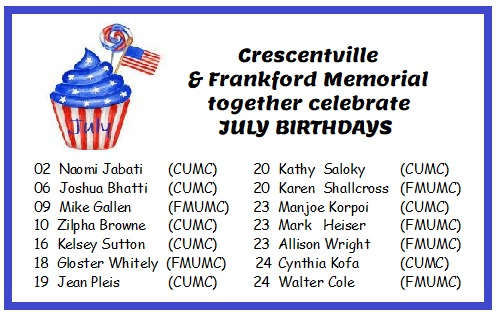 Crescentville
& Frankford Memorial
together celebrate
JULY BIRTHDAYS
July
02 Naomi Jabati (CUMC)
06 Joshua Bhatti (CUMC)
09 Mike Gallen (FMUMC)
10 Zilpha Browne (CUMC)
16 Kelsey Sutton (CUMC)
18 Gloster Whitely (FMUMC)
19 Jean Pleis (CUMC)
20 Kathy Saloky (CUMC)
20 Karen Shallcross (FMUMC)
23 Manjoe Korpoi (CUMC)
23 Mark Heiser (FMUMC)
23 Allison Wright (FMUMC)
24 Cynthia Kofa (CUMC)
24 Walter Cole (FMUMC)